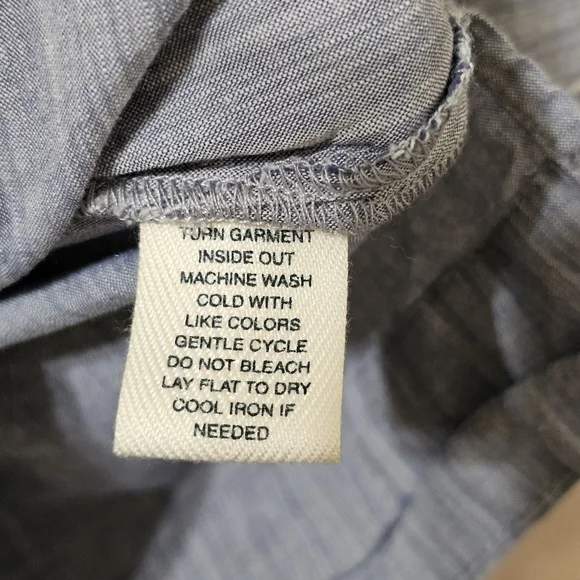 TURN GARMENT
INSIDE OUT
MACHINE WASH
COLD WITH
LIKE COLORS
GENTLE CYCLE
DO NOT BLEACH
LAY FLAT TO DRY
COOL IRON IF
NEEDED